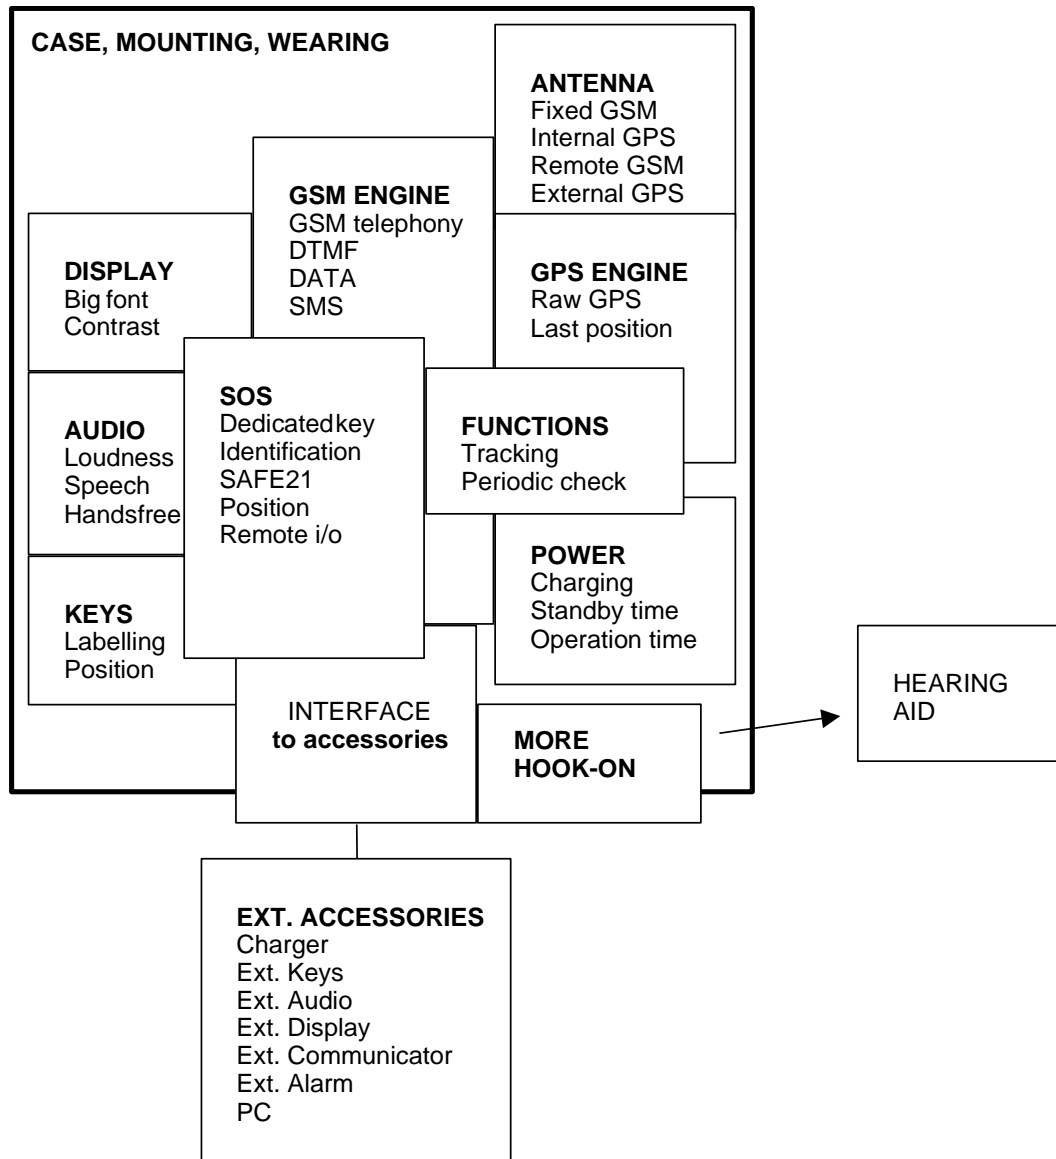 CASE, MOUNTING, WEARING
ANTENNA
Fixed GSM
Internal GPS
Remote GSM
External GPS
GSM ENGINE
GSM telephony
DTMF
DATA
SMS
DISPLAY
Big font
Contrast
GPS ENGINE
Raw GPS
Last position
SOS
Dedicatedkey
Identification
SAFE21
Position
Remote i/o
FUNCTIONS
Tracking
Periodic check
AUDIO
Loudness
Speech
Handsfree
POWER
Charging
Standby time
Operation time
KEYS
Labelling
Position
INTERFACE
to accessories
MORE
HOOK-ON
HEARING
AID
EXT. ACCESSORIES
Charger
Ext. Keys
Ext. Audio
Ext. Display
Ext. Communicator
Ext. Alarm
PC